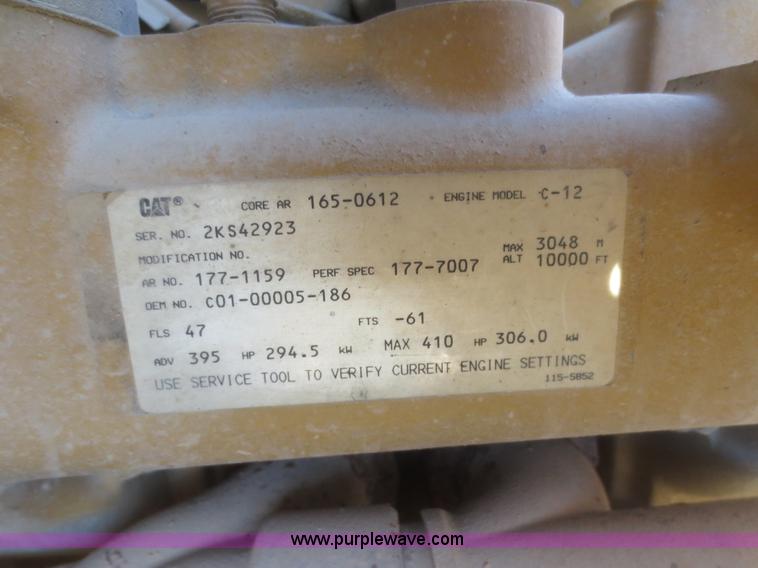 CAT® CORE AR 165-0612 ENGINE MODEL C-12
SER. NO. 2KS42923
MODIFICATION NO. MAX 3048 M
AR NO. 177-1159 PERF SPEC 177-7007 ALT 10000 FT
OEM NO. C01-00005-186
FLS 47 FTS -61
ADV 395 HP 294.5 kW MAX 410 HP 306.0 kW
USE SERVICE TOOL TO VERIFY CURRENT ENGINE SETTINGS
115-5852
www.purplewave.com